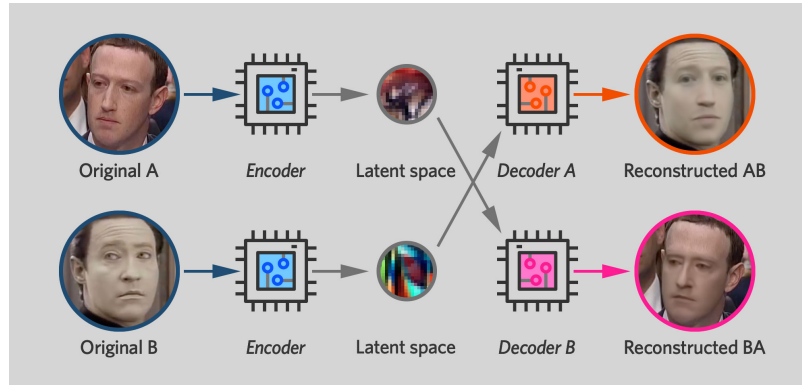 Original A
Encoder
Latent space
Decoder A
Reconstructed AB
Original B
Encoder
Latent space
Decoder B
Reconstructed BA